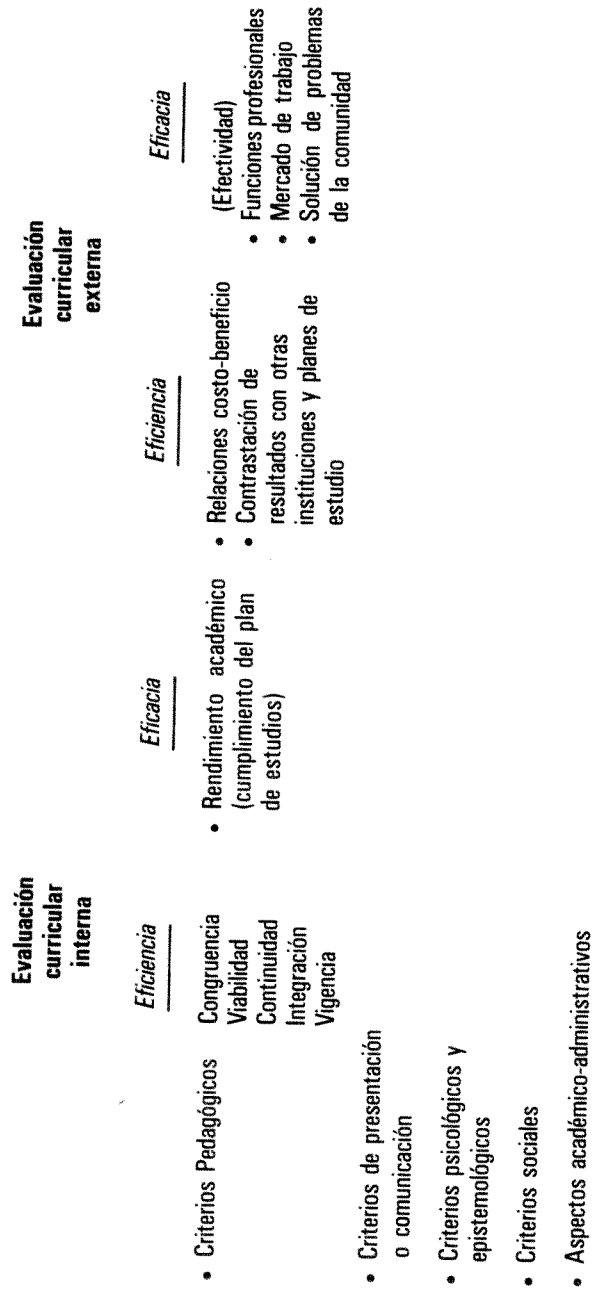 Evaluación
curricular
interna
Eficiencia
• Criterios Pedagógicos
Congruencia
Viabilidad
Continuidad
Integración
Vigencia
• Criterios de presentación
o comunicación
• Criterios psicológicos y
epistemológicos
• Criterios sociales
• Aspectos académico-administrativos
Eficacia
• Rendimiento académico
(cumplimiento del plan
de estudios)
Evaluación
curricular
externa
Eficiencia
• Relaciones costo-beneficio
• Contrastación de
resultados con otras
instituciones y planes de
estudio
Eficacia
(Efectividad)
• Funciones profesionales
• Mercado de trabajo
• Solución de problemas
de la comunidad